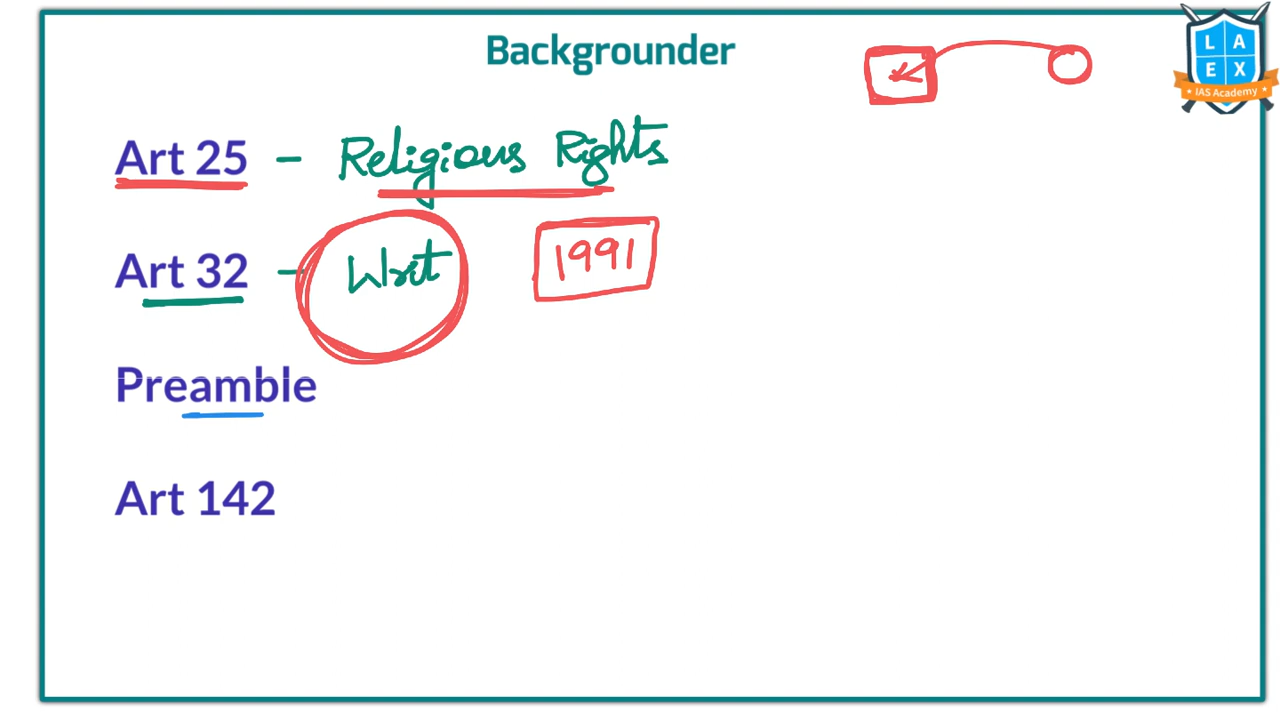 Backgrounder
L A
E X
iAS Academy
Art 25 - Religious Rights
Art 32 - Writ 1991
Preamble
Art 142